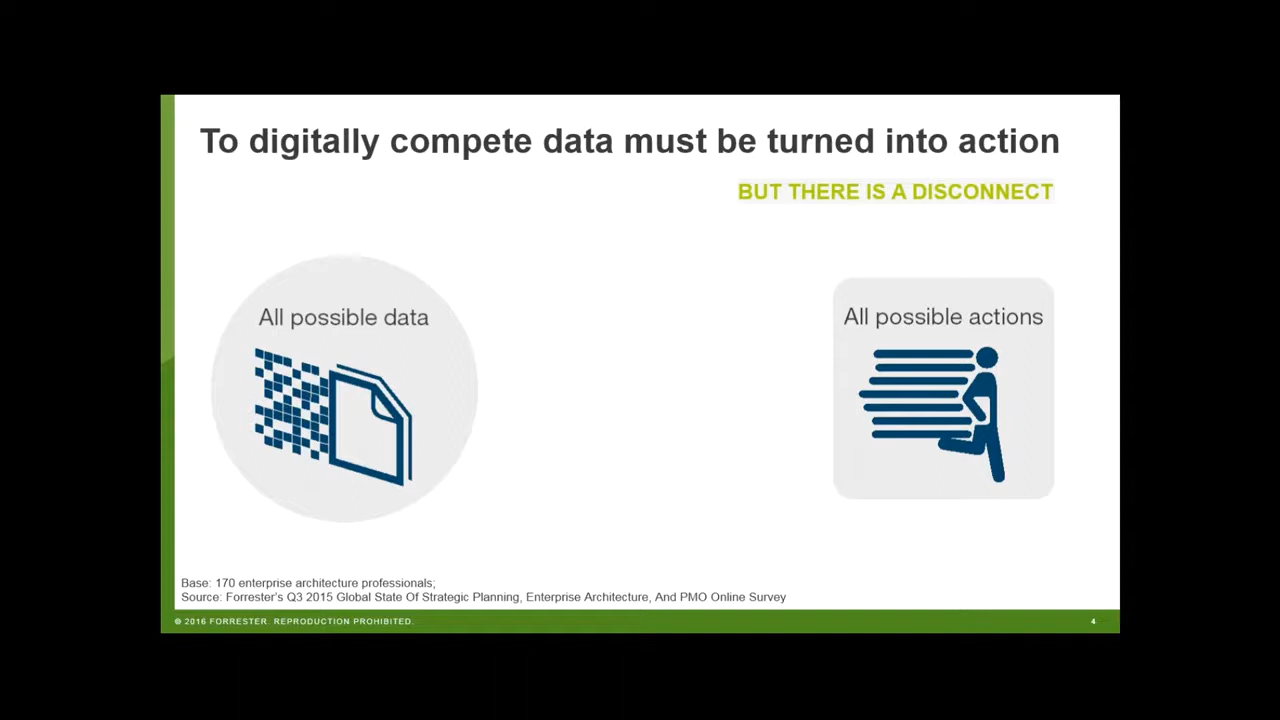 To digitally compete data must be turned into action
BUT THERE IS A DISCONNECT
All possible data
All possible actions
Base: 170 enterprise architecture professionals;
Source: Forrester's Q3 2015 Global State Of Strategic Planning, Enterprise Architecture, And PMO Online Survey
© 2016 FORRESTER. REPRODUCTION PROHIBITED.
4